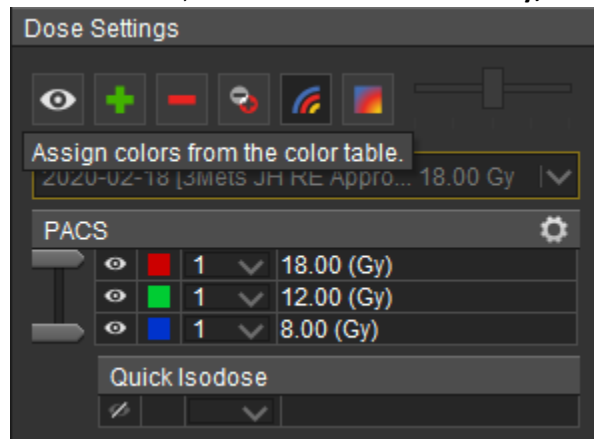 Dose Settings
Assign colors from the color table.
2020-02-18 [3Mets JH RE Appro... 18.00 Gy
PACS
1 18.00 (Gy)
1 12.00 (Gy)
1 8.00 (Gy)
Quick Isodose